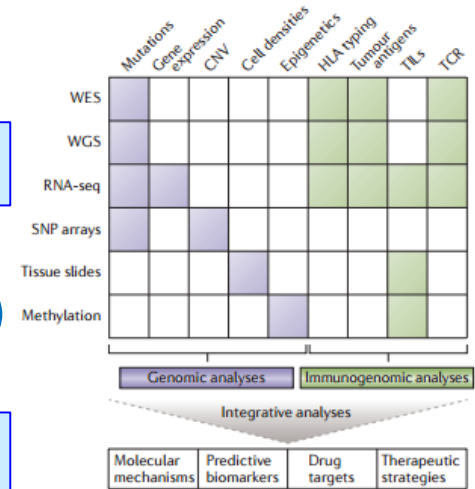 Mutations
Gene
expression
CNV
Cell densities
Epigenetics
HLA typing
Tumour
antigens
TILs
TCR
WES
WGS
RNA-seq
SNP arrays
Tissue slides
Methylation
Genomic analyses
Immunogenomic analyses
Integrative analyses
Molecular
mechanisms
Predictive
biomarkers
Drug
targets
Therapeutic
strategies